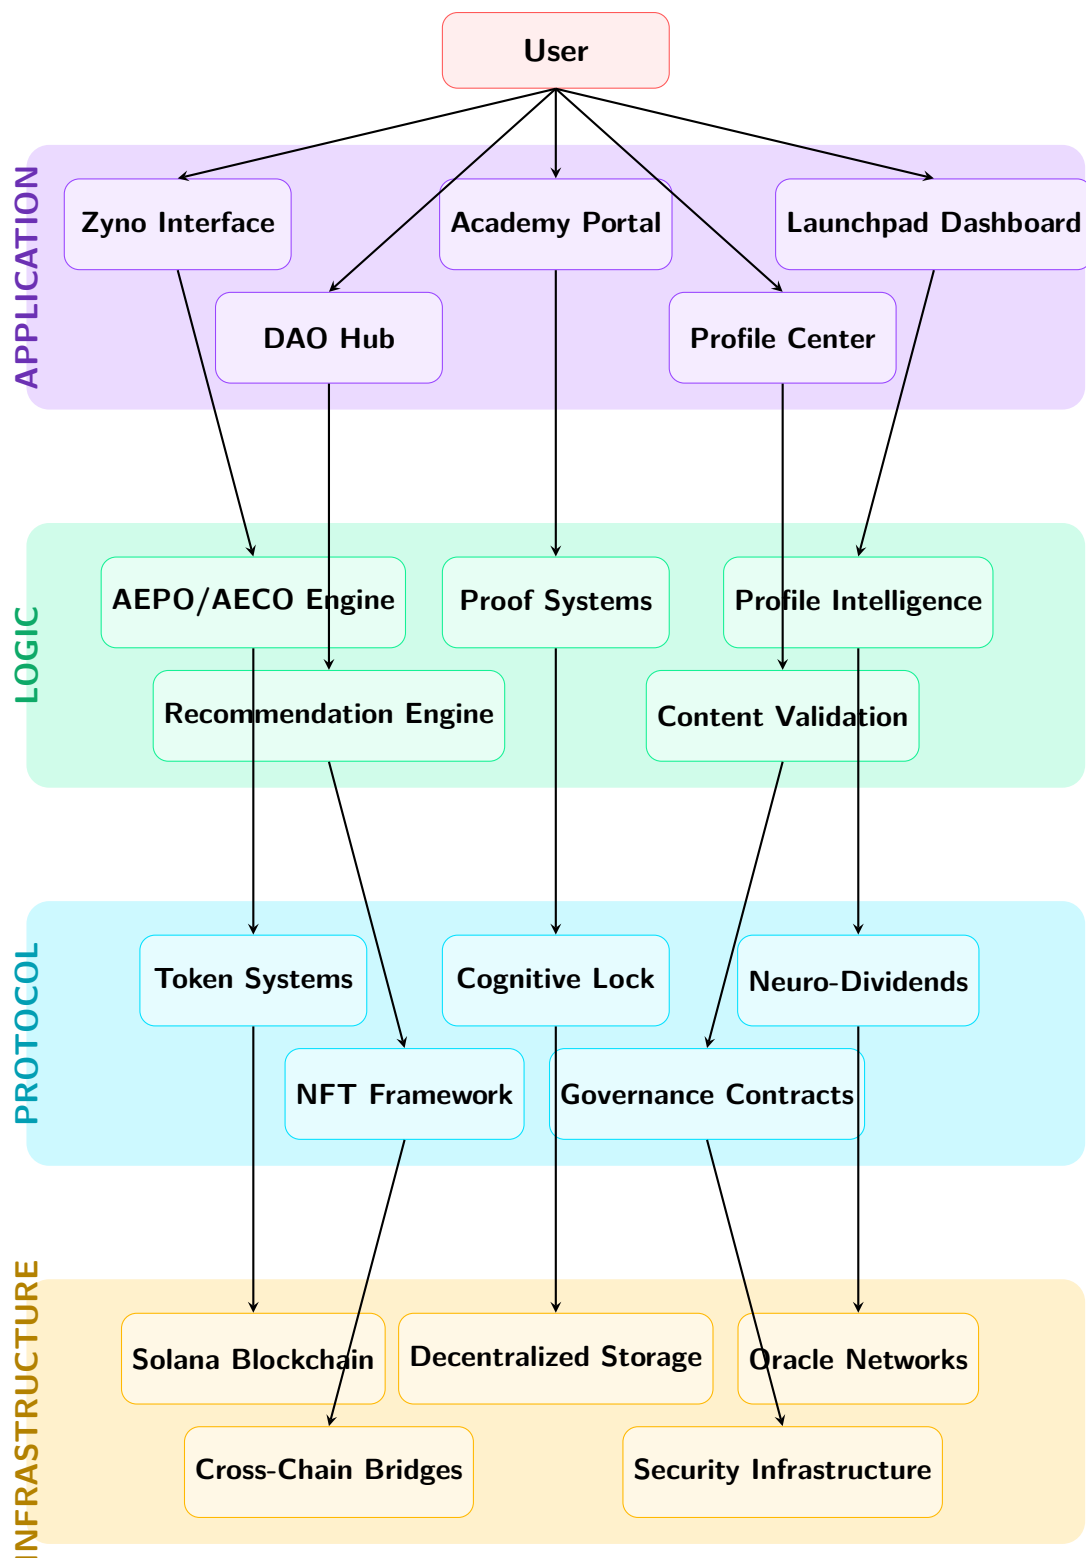 User
APPLICATION
Zyno Interface
Academy Portal
Launchpad Dashboard
DAO Hub
Profile Center
LOGIC
AEPO/AECO Engine
Proof Systems
Profile Intelligence
Recommendation Engine
Content Validation
PROTOCOL
Token Systems
Cognitive Lock
Neuro-Dividends
NFT Framework
Governance Contracts
INFRASTRUCTURE
Solana Blockchain
Decentralized Storage
Oracle Networks
Cross-Chain Bridges
Security Infrastructure